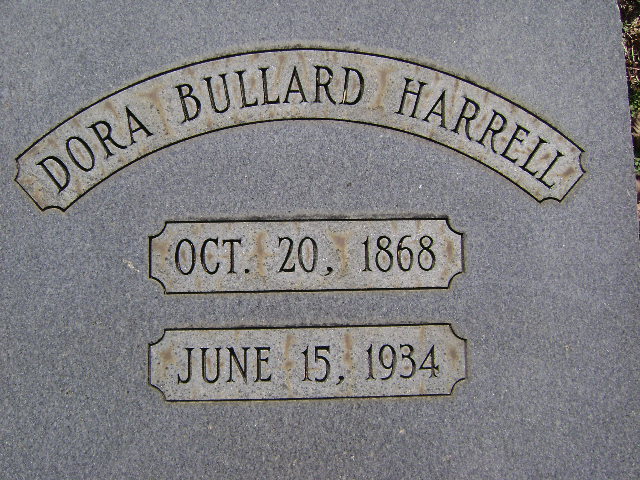 DORA BULLARD HARRELL
OCT. 20, 1868
JUNE 15, 1934